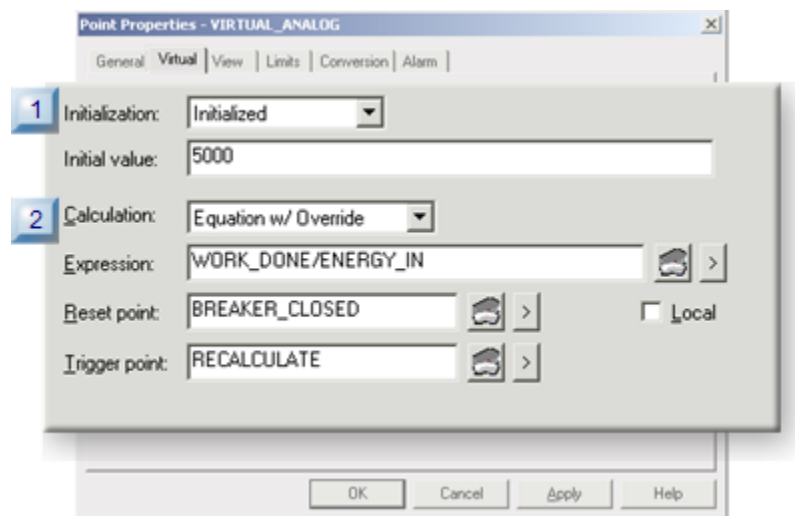 Point Properties - VIRTUAL_ANALOG
General Virtual View Limits Conversion Alarm
1 Initialization: Initialized
Initial value: 5000
2 Calculation: Equation w/ Override
Expression: WORK_DONE/ENERGY_IN >
Reset point: BREAKER_CLOSED > Local
Trigger point: RECALCULATE >
OK Cancel Apply Help